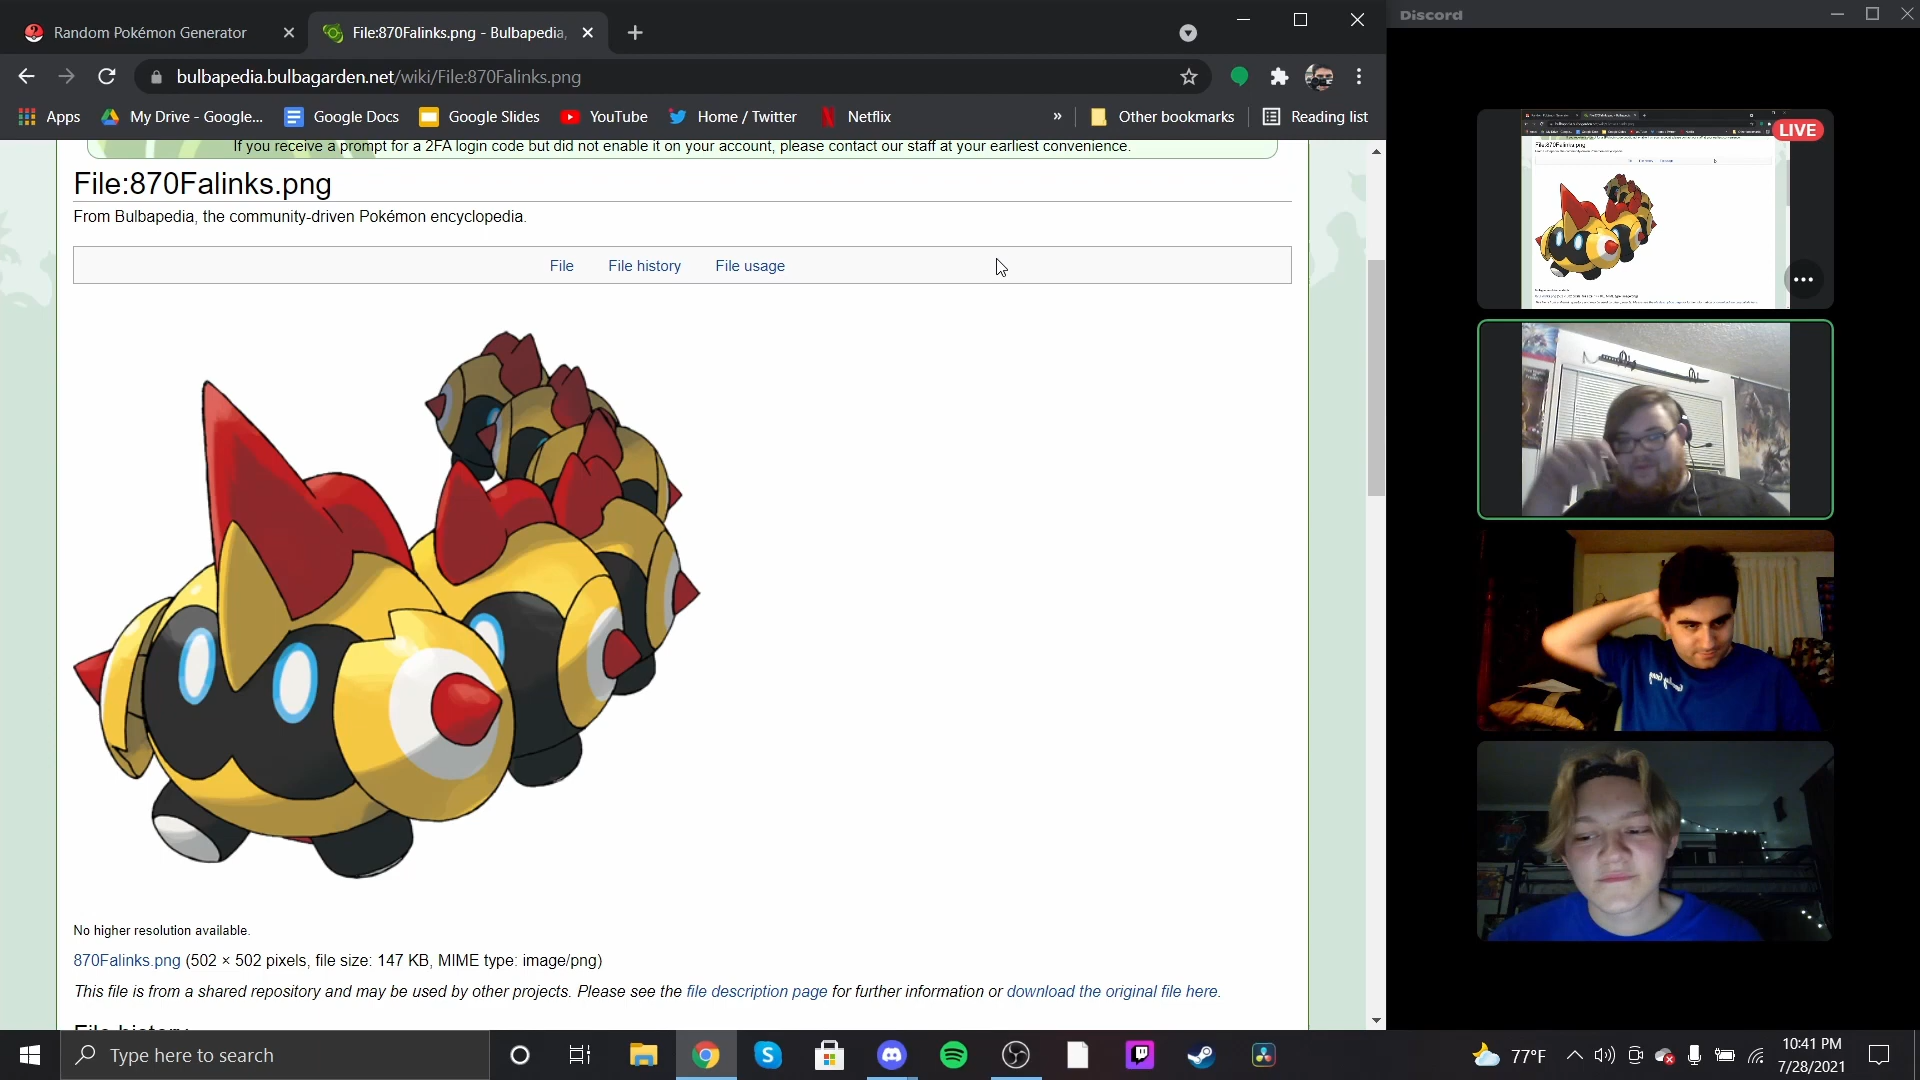 Random Pokémon Generator
File:870Falinks.png - Bulbapedia,
Discord
bulbapedia.bulbagarden.net/wiki/File:870Falinks.png
Apps
My Drive - Google...
Google Docs
Google Slides
YouTube
Home / Twitter
Netflix
»
Other bookmarks
Reading list
If you receive a prompt for a 2FA login code but did not enable it on your account, please contact our staff at your earliest convenience.
LIVE
File:870Falinks.png
From Bulbapedia, the community-driven Pokémon encyclopedia.
File
File history
File usage
No higher resolution available.
870Falinks.png (502 × 502 pixels, file size: 147 KB, MIME type: image/png)
This file is from a shared repository and may be used by other projects. Please see the file description page for further information or download the original file here.
File history
Type here to search
77°F
10:41 PM
7/28/2021